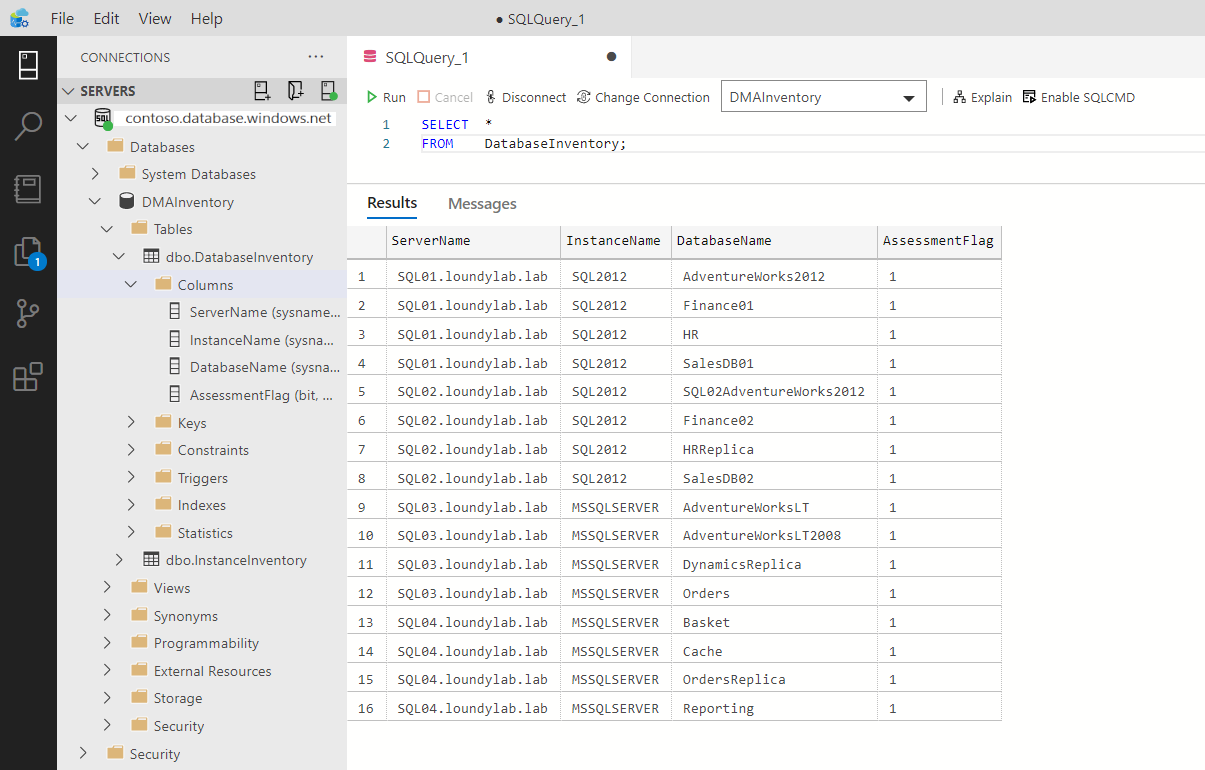 File Edit View Help ● SQLQuery_1
CONNECTIONS ...
SERVERS
contoso.database.windows.net
Databases
System Databases
DMAInventory
Tables
dbo.DatabaseInventory
Columns
ServerName (sysname...
InstanceName (sysna...
DatabaseName (sysna...
AssessmentFlag (bit, ...
Keys
Constraints
Triggers
Indexes
Statistics
dbo.InstanceInventory
Views
Synonyms
Programmability
External Resources
Storage
Security
Security
1
SQLQuery_1
Run Cancel Disconnect Change Connection DMAInventory Explain Enable SQLCMD
1 SELECT *
2 FROM DatabaseInventory;
Results Messages
ServerName InstanceName DatabaseName AssessmentFlag
1 SQL01.loundylab.lab SQL2012 AdventureWorks2012 1
2 SQL01.loundylab.lab SQL2012 Finance01 1
3 SQL01.loundylab.lab SQL2012 HR 1
4 SQL01.loundylab.lab SQL2012 SalesDB01 1
5 SQL02.loundylab.lab SQL2012 SQL02AdventureWorks2012 1
6 SQL02.loundylab.lab SQL2012 Finance02 1
7 SQL02.loundylab.lab SQL2012 HRReplica 1
8 SQL02.loundylab.lab SQL2012 SalesDB02 1
9 SQL03.loundylab.lab MSSQLSERVER AdventureWorksLT 1
10 SQL03.loundylab.lab MSSQLSERVER AdventureWorksLT2008 1
11 SQL03.loundylab.lab MSSQLSERVER DynamicsReplica 1
12 SQL03.loundylab.lab MSSQLSERVER Orders 1
13 SQL04.loundylab.lab MSSQLSERVER Basket 1
14 SQL04.loundylab.lab MSSQLSERVER Cache 1
15 SQL04.loundylab.lab MSSQLSERVER OrdersReplica 1
16 SQL04.loundylab.lab MSSQLSERVER Reporting 1